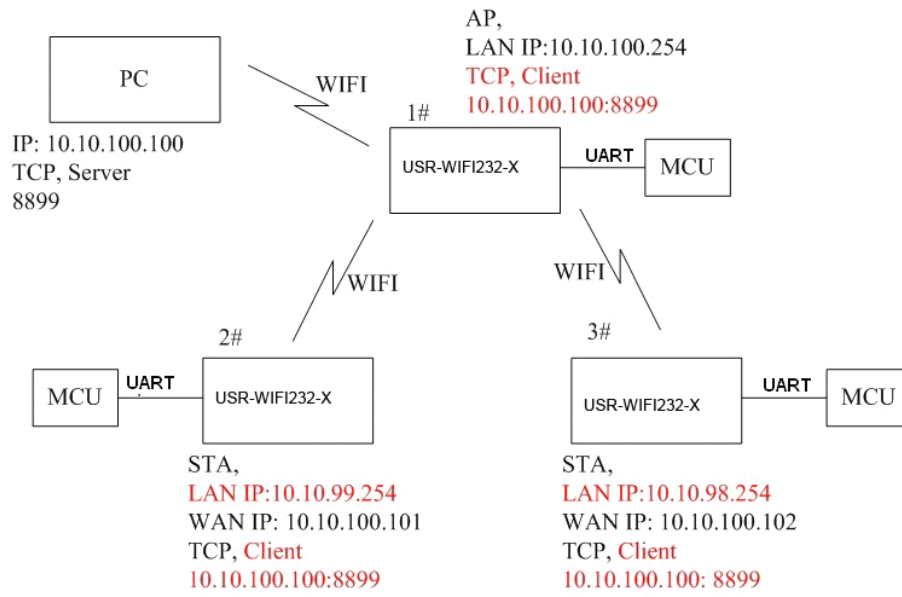 AP,
LAN IP:10.10.100.254
TCP, Client
10.10.100.100:8899
PC
WIFI
1#
IP: 10.10.100.100
TCP, Server
8899
USR-WIFI232-X
UART
MCU
WIFI
WIFI
2#
3#
MCU
UART
USR-WIFI232-X
USR-WIFI232-X
UART
MCU
STA,
LAN IP:10.10.99.254
WAN IP: 10.10.100.101
TCP, Client
10.10.100.100:8899
STA,
LAN IP:10.10.98.254
WAN IP: 10.10.100.102
TCP, Client
10.10.100.100: 8899